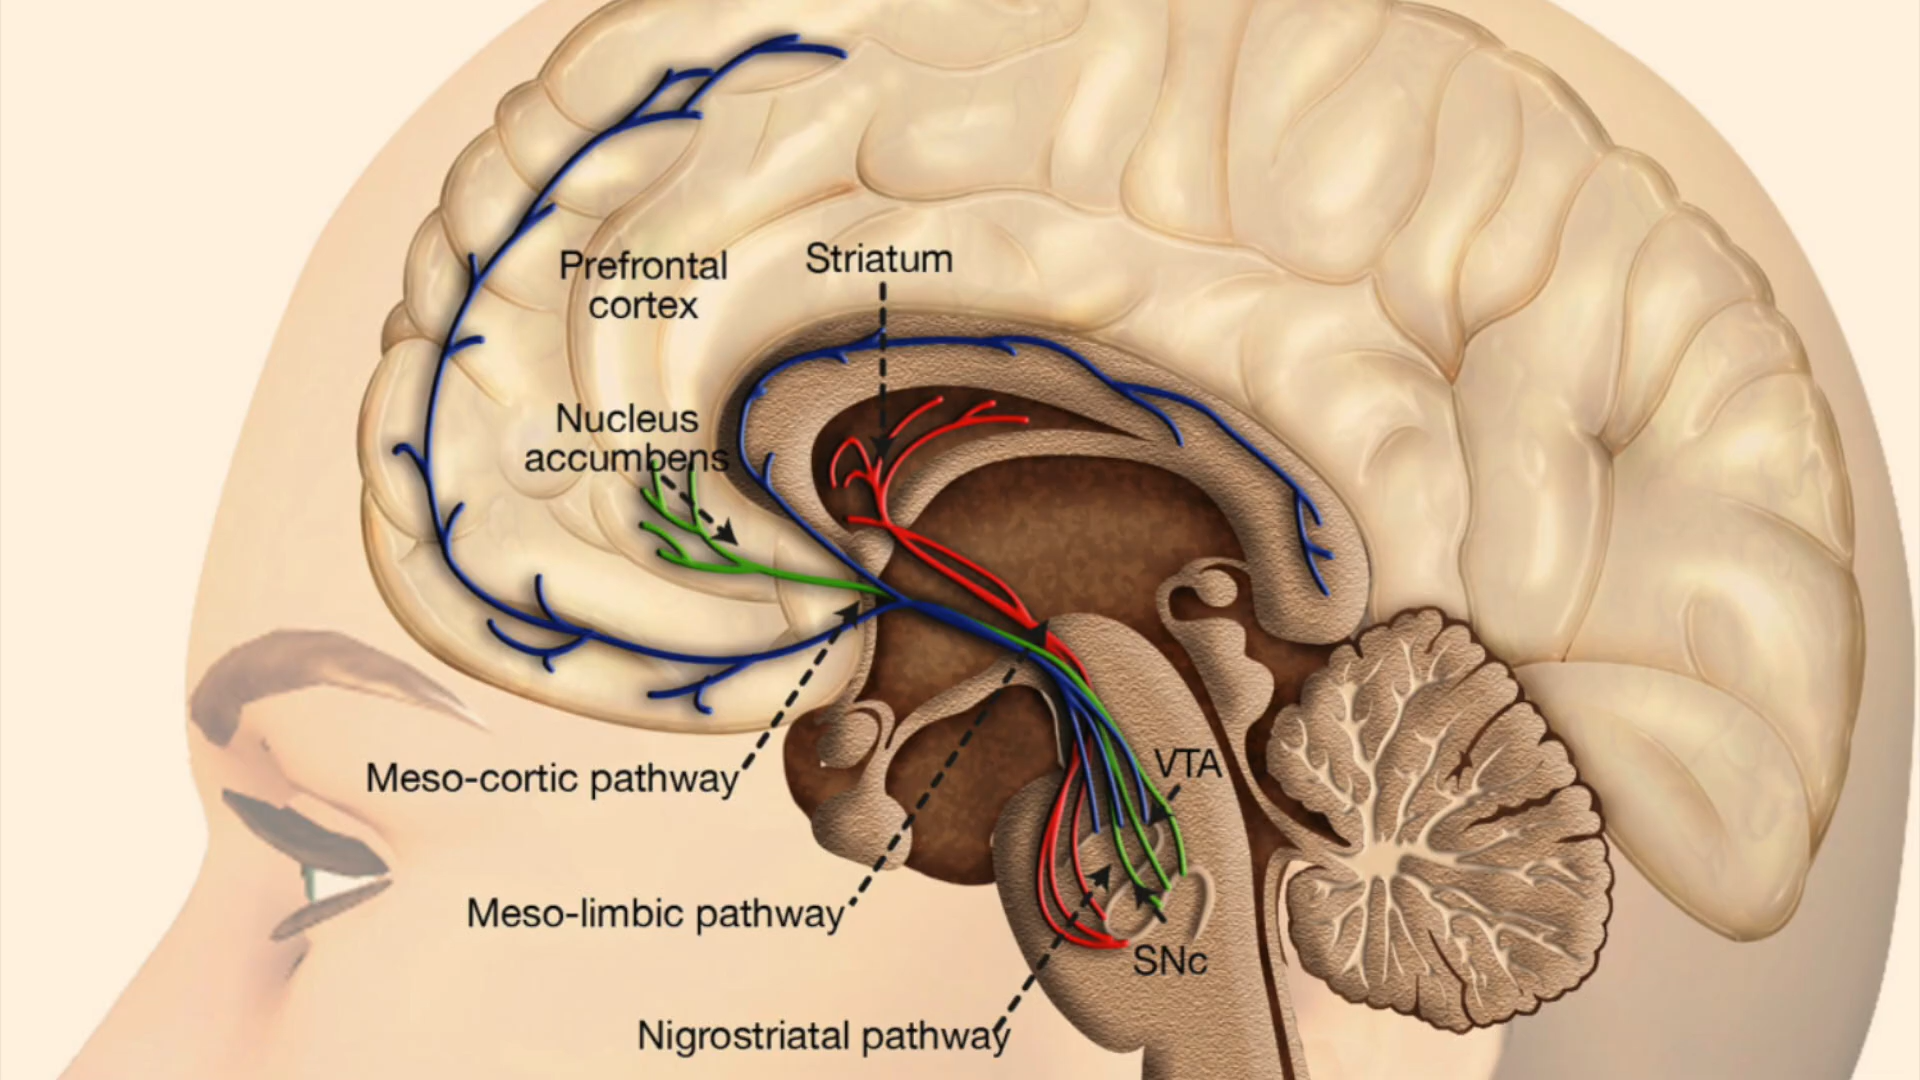 Prefrontal
cortex
Striatum
Nucleus
accumbens
Meso-cortic pathway
VTA
Meso-limbic pathway
SNc
Nigrostriatal pathway